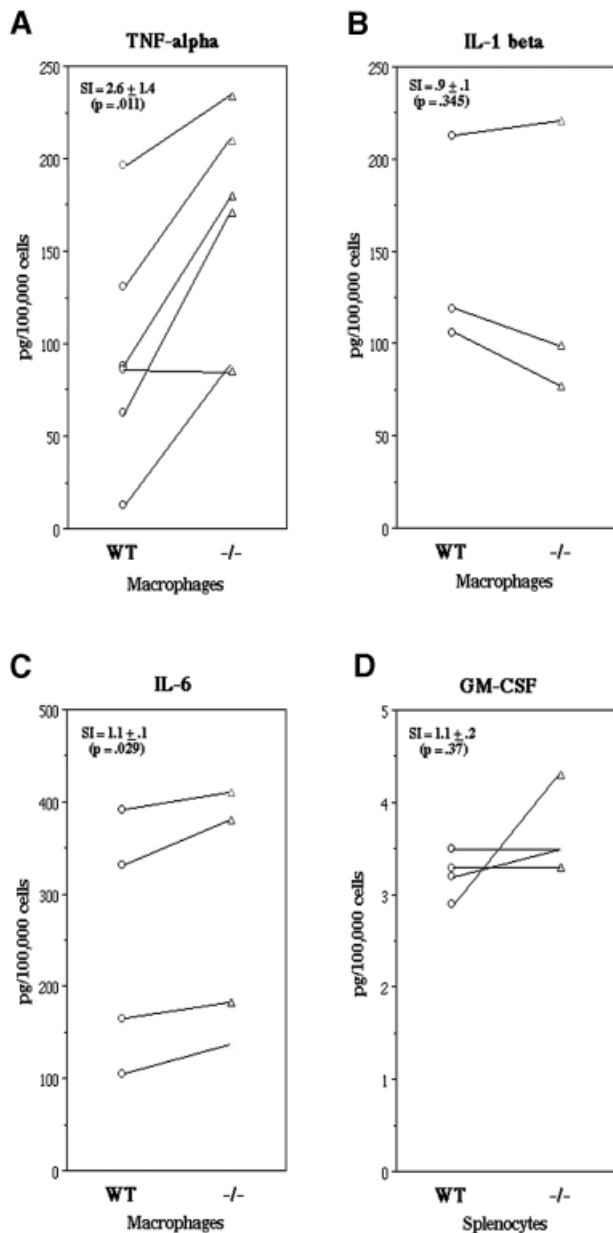 A
TNF-alpha
SI = 2.6 ± 1.4
(p = .011)
250
200
150
100
50
0
pg/100,000 cells
WT
-/-
Macrophages
B
IL-1 beta
SI = .9 ± .1
(p = .345)
250
200
150
100
50
0
pg/100,000 cells
WT
-/-
Macrophages
C
IL-6
SI = 1.1 ± .1
(p = .029)
500
400
300
200
100
0
pg/100,000 cells
WT
-/-
Macrophages
D
GM-CSF
SI = 1.1 ± .2
(p = .37)
5
4
3
2
1
0
pg/100,000 cells
WT
-/-
Splenocytes